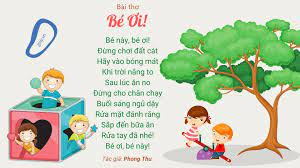 Bài thơ
Bé Ơi!
Bé này, bé ơi!
Đừng chơi đất cát
Hãy vào bóng mát
Khi trời nắng to
Sau lúc ăn no
Đừng cho chân chạy
Buổi sáng ngủ dậy
Rửa mặt đánh răng
Sắp đến bữa ăn
Rửa tay đã nhé!
Bé ơi, bé này!
Tác giả: Phong Thu